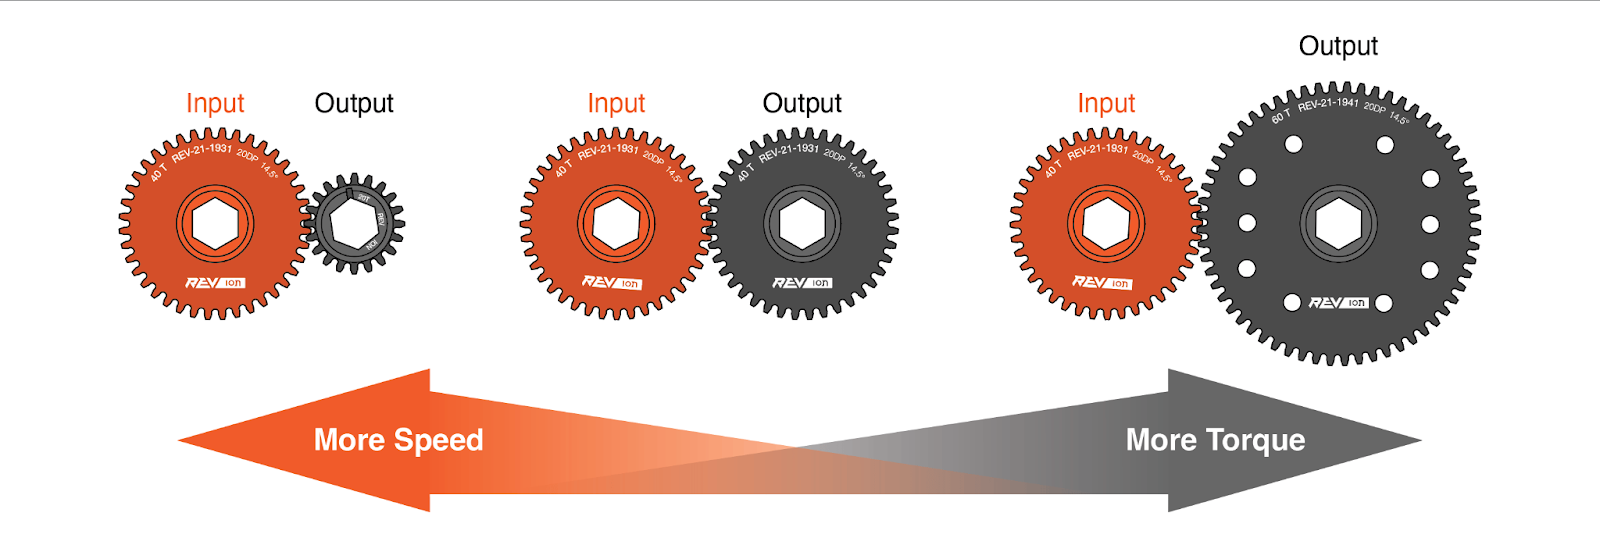 Input
Output
40 T REV-21-1931 20DP 14.5°
REV ion
20T REV ION
Input
Output
40 T REV-21-1931 20DP 14.5°
REV ion
40 T REV-21-1931 20DP 14.5°
REV ion
Input
Output
40 T REV-21-1931 20DP 14.5°
REV ion
60 T REV-21-1941 20DP 14.5°
REV ion
More Speed
More Torque